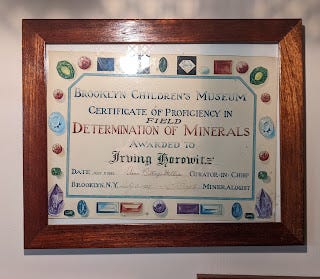 Brooklyn Children's Museum
Certificate of Proficiency in
Field
Determination of Minerals
Awarded to
Irving Horowitz
Date Curator-in-Chief
Brooklyn, N.Y. Mineralogist